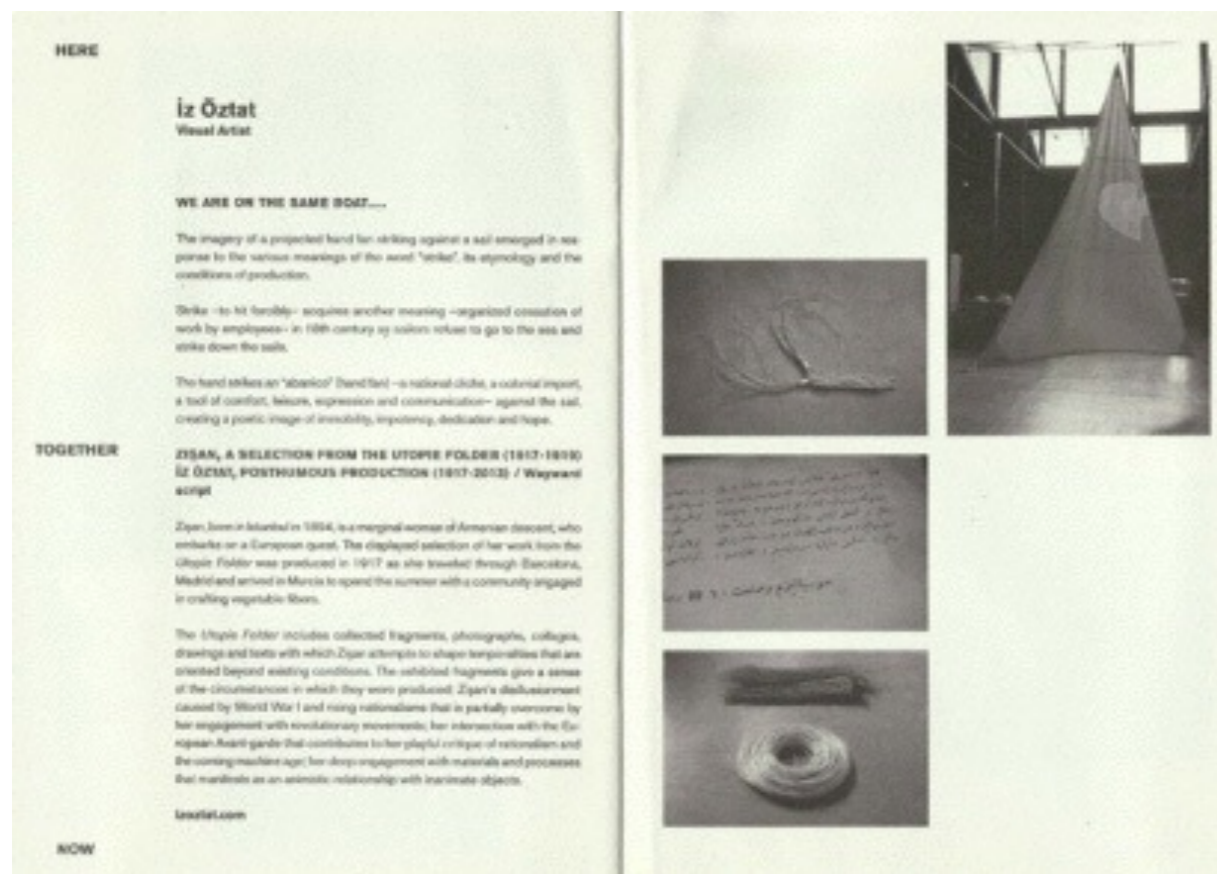 HERE
İz Öztat
Visual Artist
WE ARE ON THE SAME BOAT....
The imagery of a projected hand fan striking against a sail emerged in res-
ponse to the various meanings of the word "strike", its etymology and the
conditions of production.
Strike –to hit forcibly– acquires another meaning –organized cessation of
work by employees– in 18th century as sailors refuse to go to the sea and
strike down the sails.
The hand strikes an "abanico" (hand fan) –a national cliche, a colonial import,
a tool of comfort, leisure, expression and communication– against the sail,
creating a poetic image of immobility, impotency, dedication and hope.
TOGETHER
ZİŞAN, A SELECTION FROM THE UTOPIE FOLDER (1917-1919)
İZ ÖZTAT, POSTHUMOUS PRODUCTION (1917-2013) / Wayward
script
Zişan, born in Istanbul in 1894, is a marginal woman of Armenian descent, who
embarks on a European quest. The displayed selection of her work from the
Utopie Folder was produced in 1917 as she traveled through Barcelona,
Madrid and arrived in Murcia to spend the summer with a community engaged
in crafting vegetable fibers.
The Utopie Folder includes collected fragments, photographs, collages,
drawings and texts with which Zişan attempts to shape temporalities that are
oriented beyond existing conditions. The exhibited fragments give a sense
of the circumstances in which they were produced: Zişan's disillusionment
caused by World War I and rising nationalisms that is partially overcome by
her engagement with revolutionary movements; her intersection with the Eu-
ropean Avant-garde that contributes to her playful critique of rationalism and
the coming machine age; her deep engagement with materials and processes
that manifests as an animistic relationship with inanimate objects.
izoztat.com
NOW